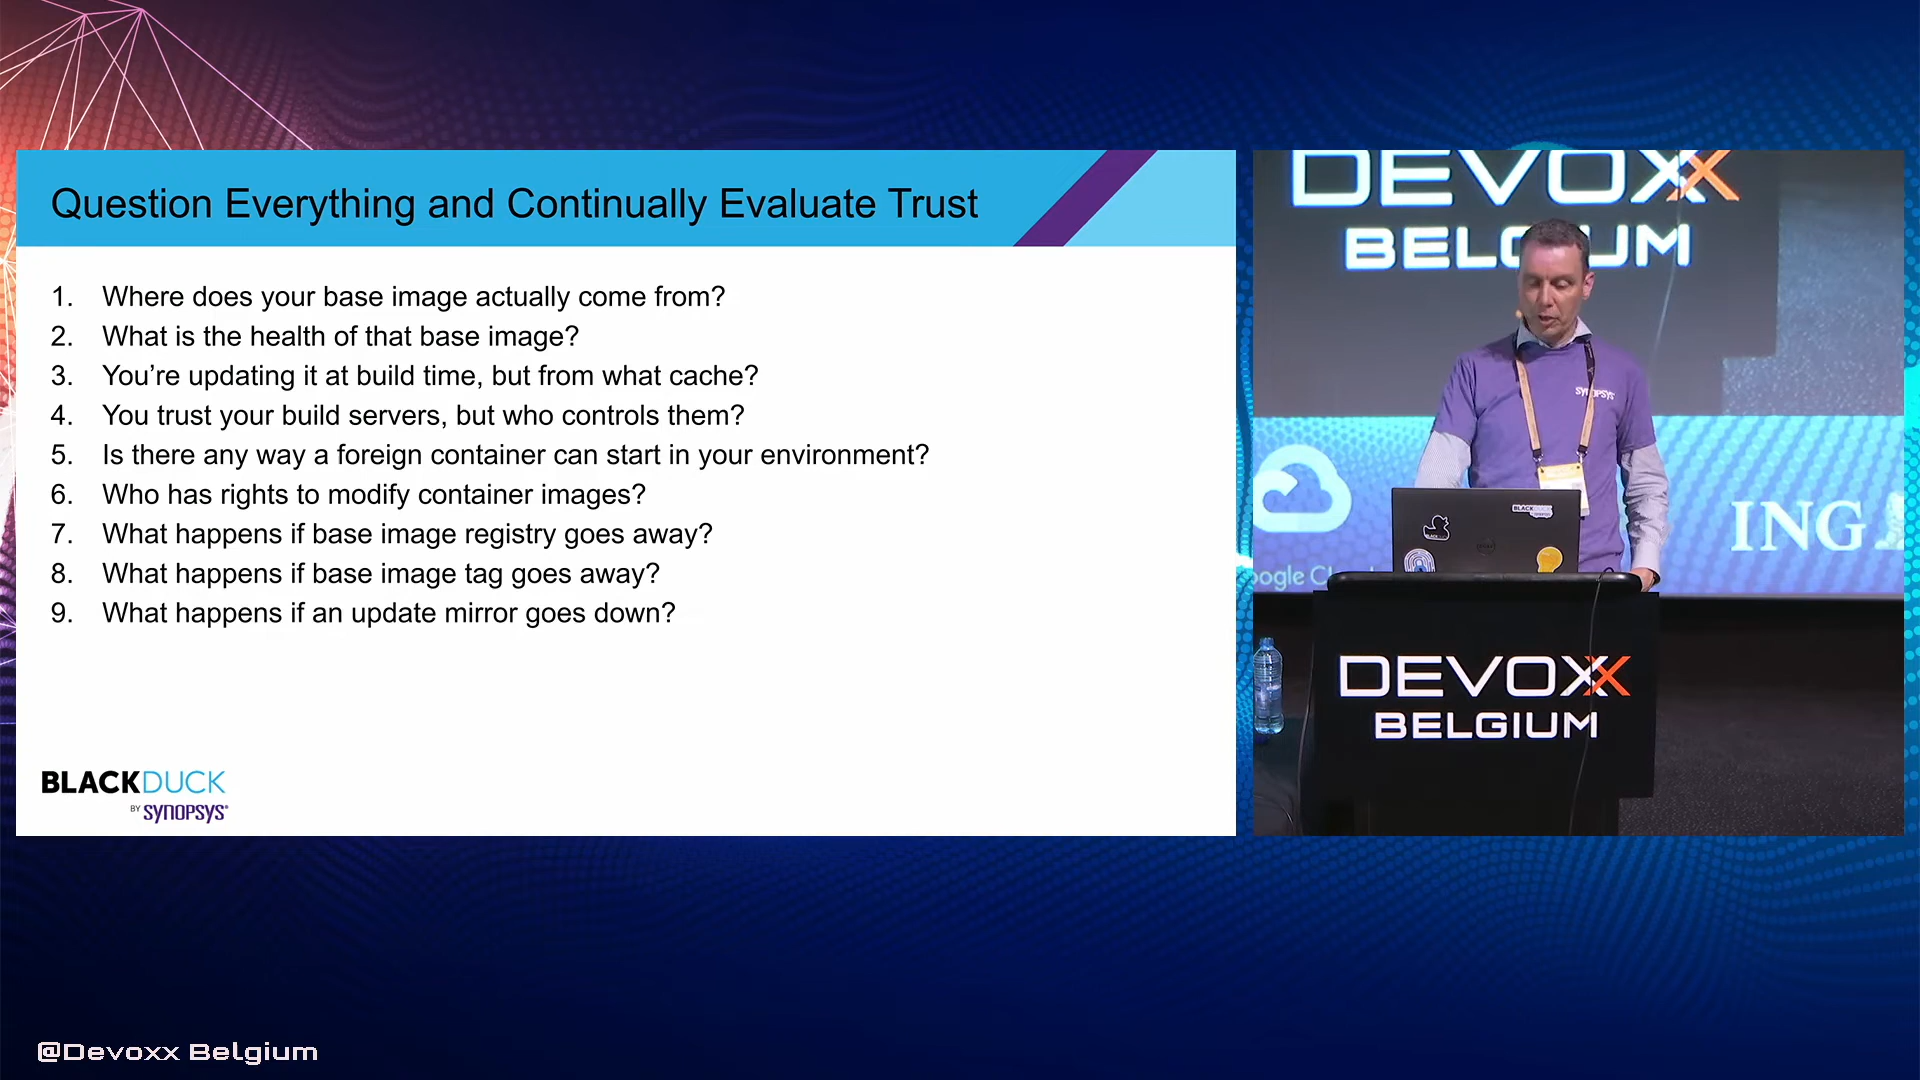 Question Everything and Continually Evaluate Trust
1. Where does your base image actually come from?
2. What is the health of that base image?
3. You’re updating it at build time, but from what cache?
4. You trust your build servers, but who controls them?
5. Is there any way a foreign container can start in your environment?
6. Who has rights to modify container images?
7. What happens if base image registry goes away?
8. What happens if base image tag goes away?
9. What happens if an update mirror goes down?
BLACKDUCK
BY SYNOPSYS®
DEVOXX
BELGIUM
SYNOPSYS
BLACKDUCK
ING
DEVOXX
BELGIUM
@Devoxx Belgium